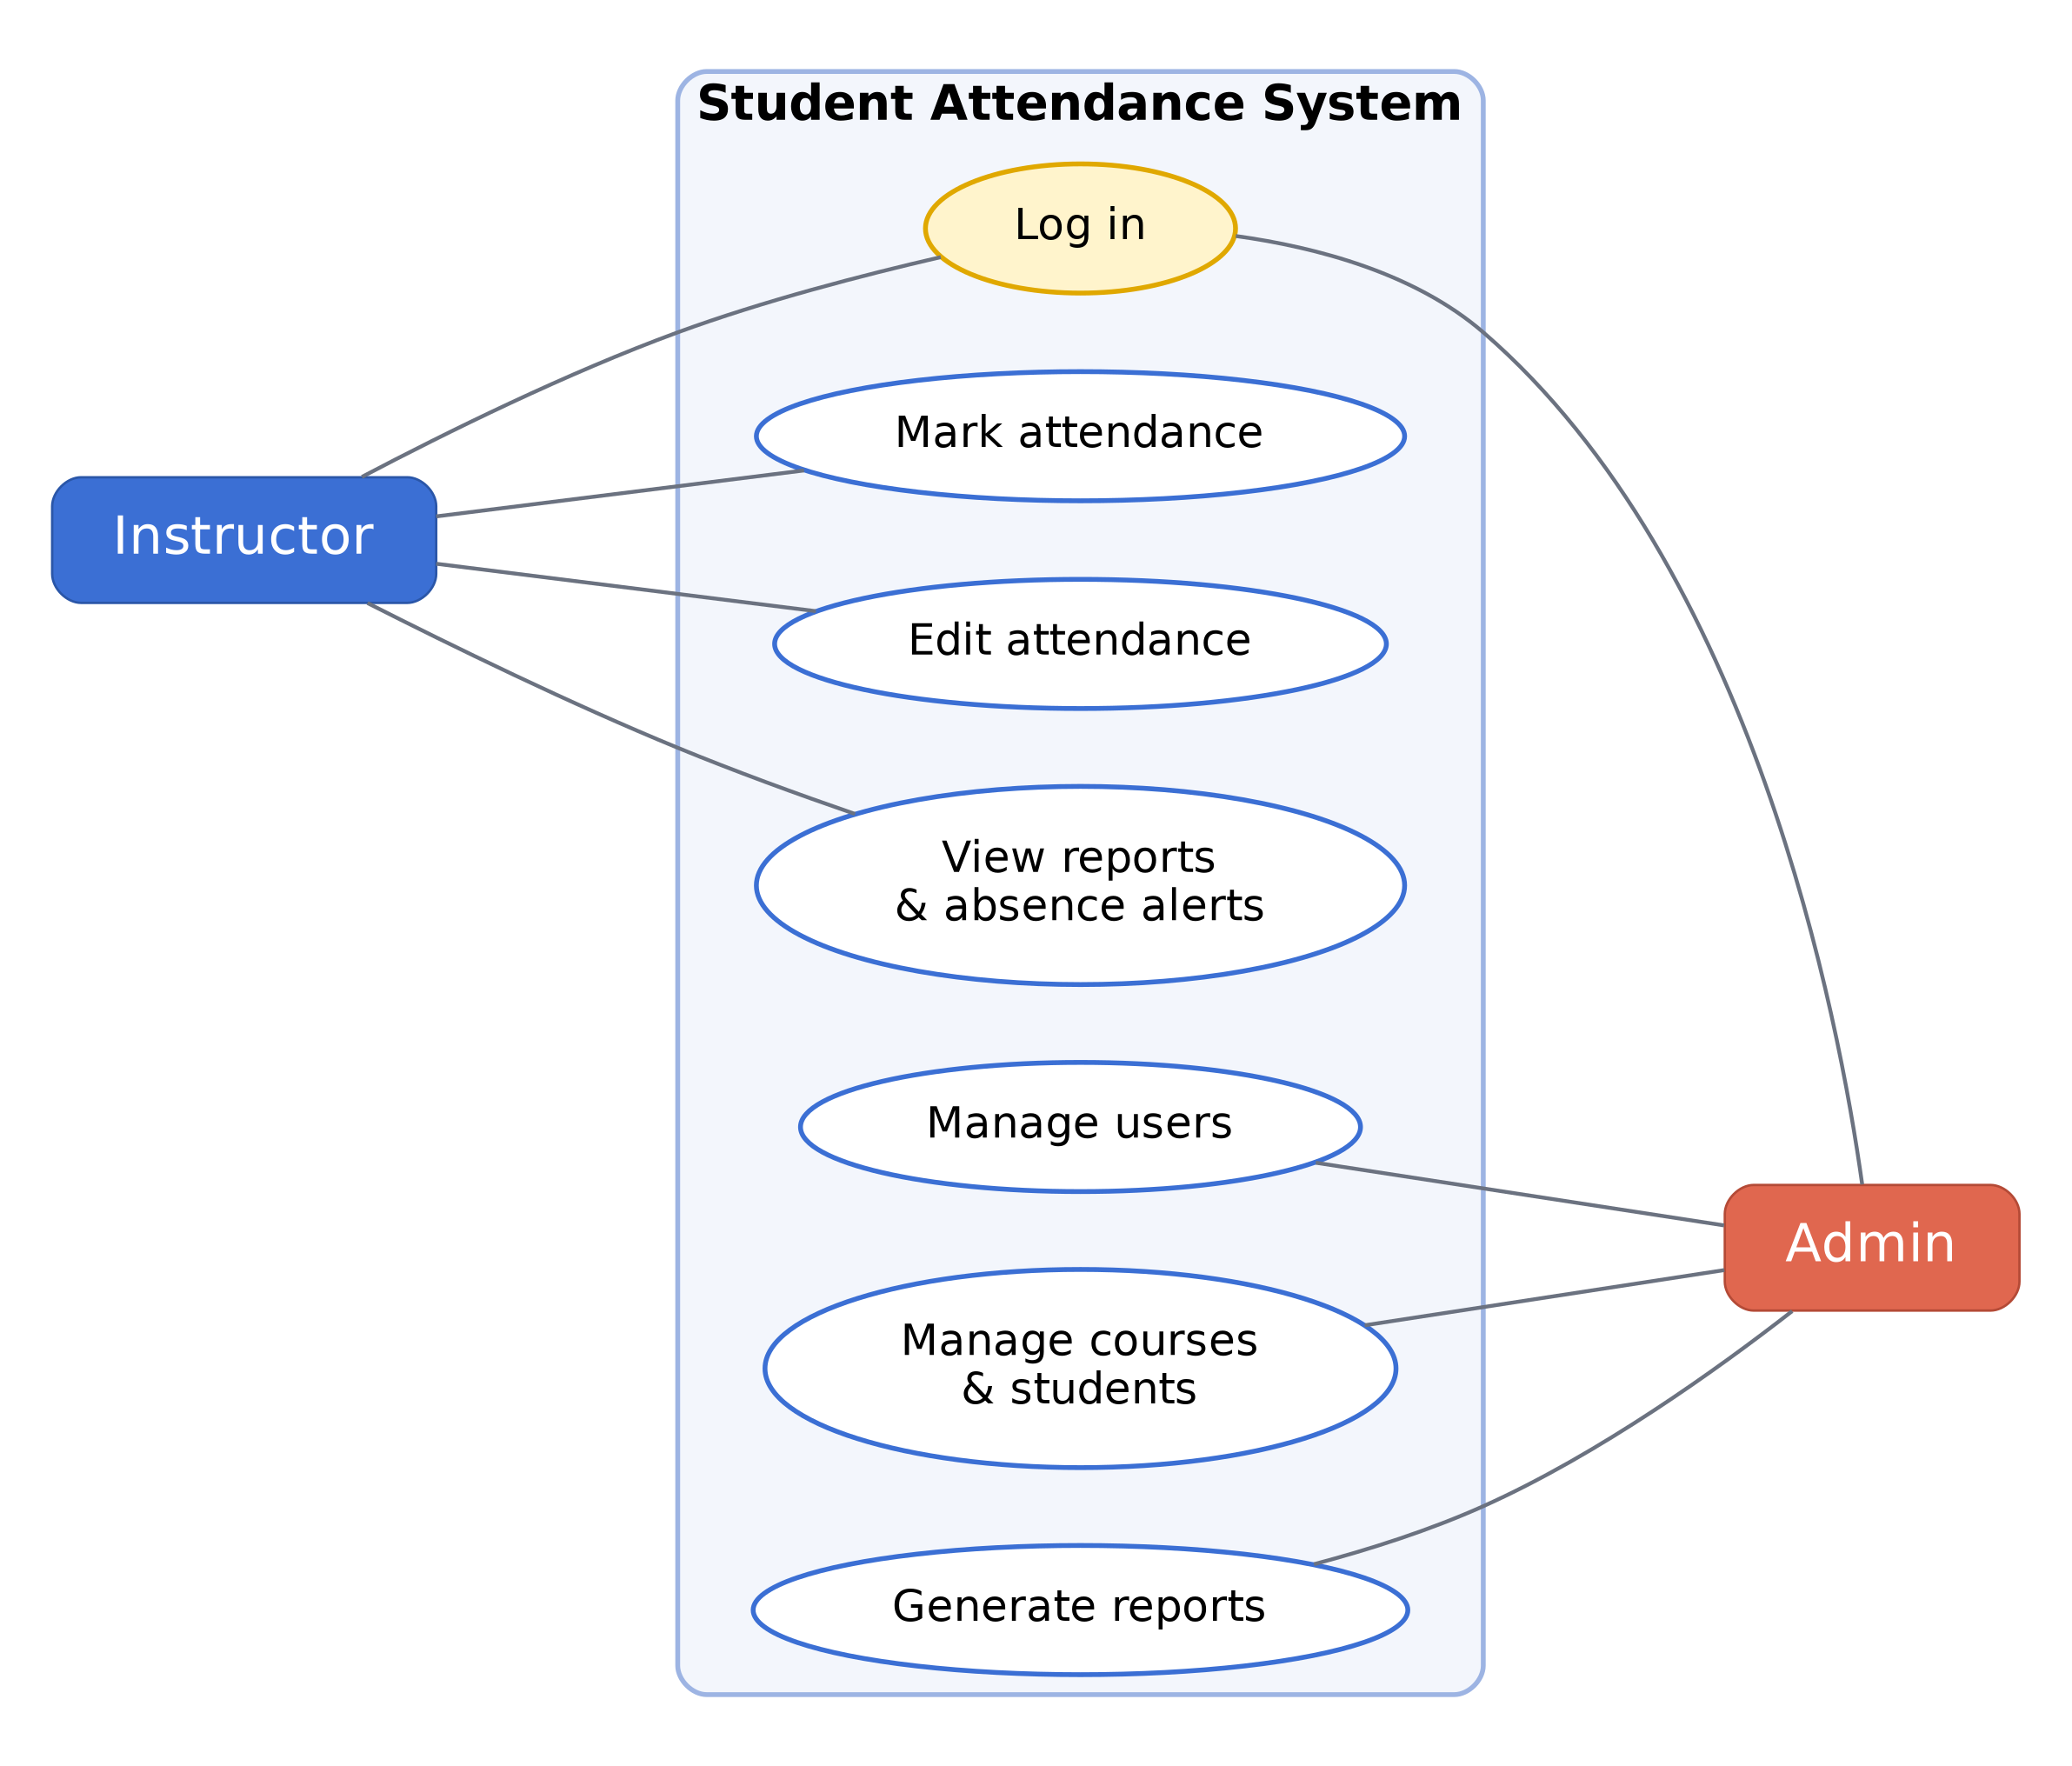 Student Attendance System
Log in
Mark attendance
Instructor
Edit attendance
View reports
& absence alerts
Manage users
Admin
Manage courses
& students
Generate reports